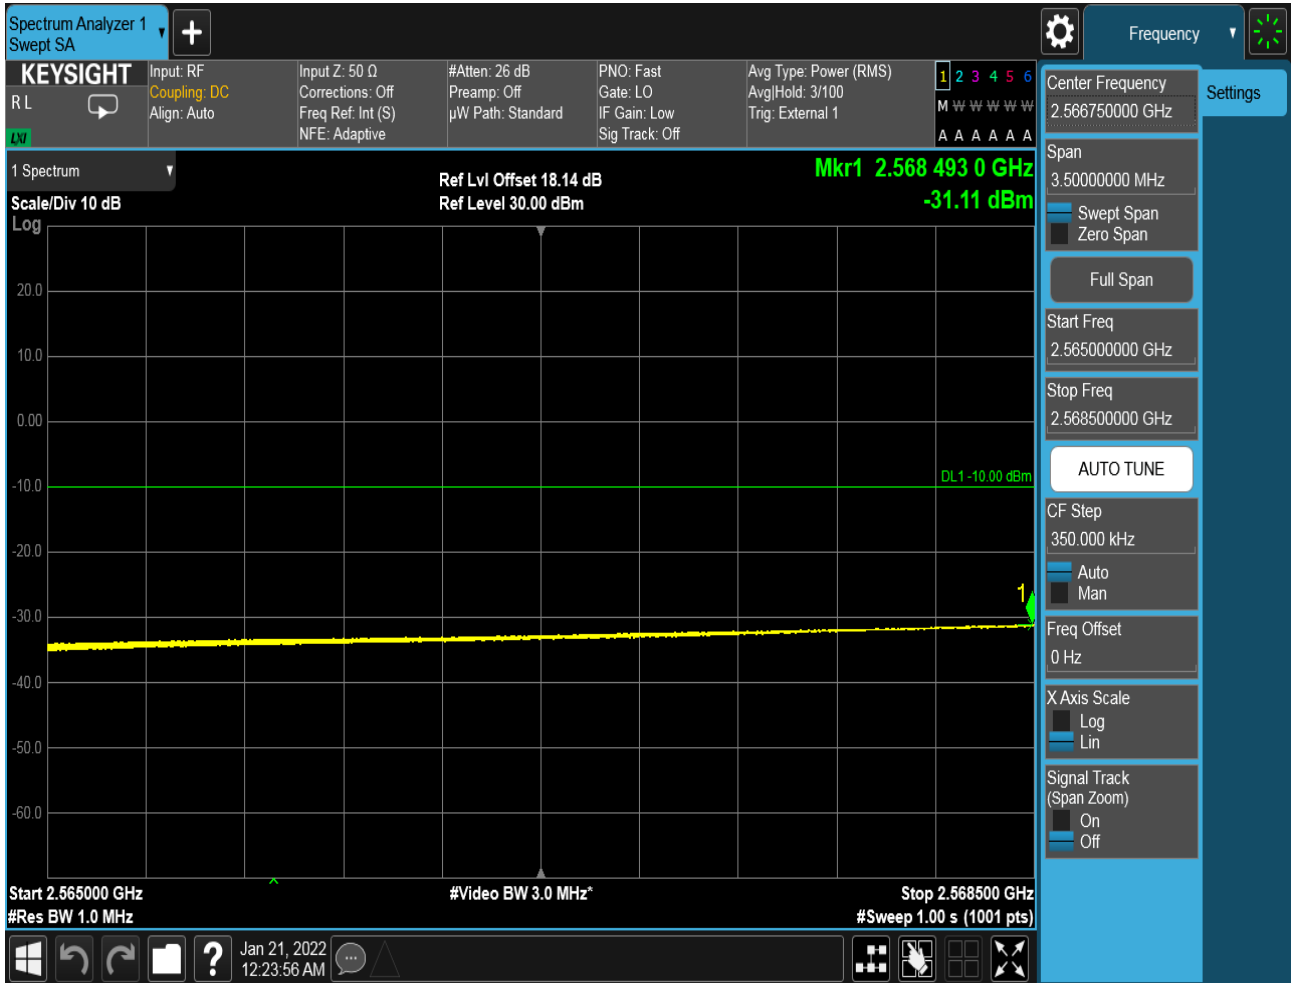 Spectrum Analyzer 1
Swept SA
Frequency
KEYSIGHT
R L
LXI
Input: RF
Coupling: DC
Align: Auto
Input Z: 50 Ω
Corrections: Off
Freq Ref: Int (S)
NFE: Adaptive
#Atten: 26 dB
Preamp: Off
µW Path: Standard
PNO: Fast
Gate: LO
IF Gain: Low
Sig Track: Off
Avg Type: Power (RMS)
Avg|Hold: 3/100
Trig: External 1
1 2 3 4 5 6
M W W W W W
A A A A A A
1 Spectrum
Scale/Div 10 dB
Ref Lvl Offset 18.14 dB
Ref Level 30.00 dBm
Mkr1 2.568 493 0 GHz
-31.11 dBm
Log
20.0
10.0
0.00
-10.0
-20.0
-30.0
-40.0
-50.0
-60.0
DL1 -10.00 dBm
1
Start 2.565000 GHz
#Res BW 1.0 MHz
#Video BW 3.0 MHz*
Stop 2.568500 GHz
#Sweep 1.00 s (1001 pts)
Center Frequency
2.566750000 GHz
Settings
Span
3.50000000 MHz
Swept Span
Zero Span
Full Span
Start Freq
2.565000000 GHz
Stop Freq
2.568500000 GHz
AUTO TUNE
CF Step
350.000 kHz
Auto
Man
Freq Offset
0 Hz
X Axis Scale
Log
Lin
Signal Track
(Span Zoom)
On
Off
?
Jan 21, 2022
12:23:56 AM